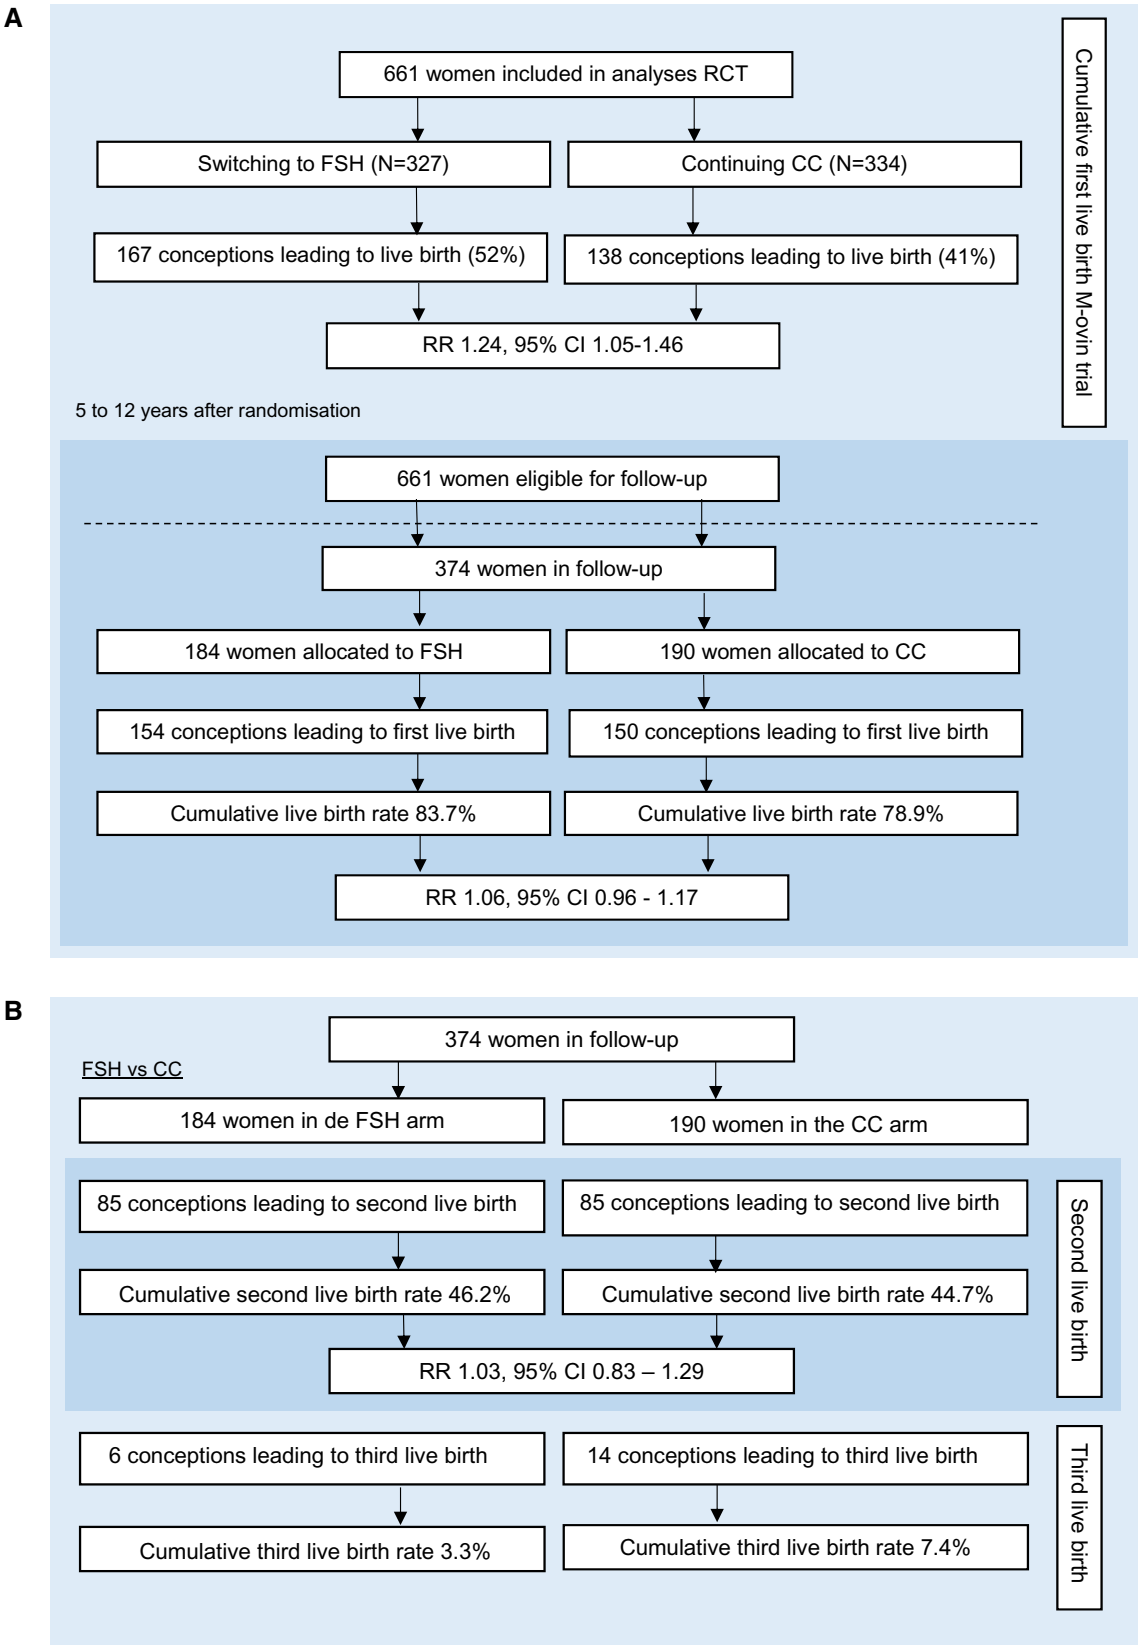 A
661 women included in analyses RCT
Cumulative first live birth M-ovin trial
Switching to FSH (N=327)
Continuing CC (N=334)
167 conceptions leading to live birth (52%)
138 conceptions leading to live birth (41%)
RR 1.24, 95% CI 1.05-1.46
5 to 12 years after randomisation
661 women eligible for follow-up
374 women in follow-up
184 women allocated to FSH
190 women allocated to CC
154 conceptions leading to first live birth
150 conceptions leading to first live birth
Cumulative live birth rate 83.7%
Cumulative live birth rate 78.9%
RR 1.06, 95% CI 0.96 - 1.17
B
374 women in follow-up
FSH vs CC
184 women in de FSH arm
190 women in the CC arm
85 conceptions leading to second live birth
85 conceptions leading to second live birth
Second live birth
Cumulative second live birth rate 46.2%
Cumulative second live birth rate 44.7%
RR 1.03, 95% CI 0.83 – 1.29
6 conceptions leading to third live birth
14 conceptions leading to third live birth
Third live birth
Cumulative third live birth rate 3.3%
Cumulative third live birth rate 7.4%